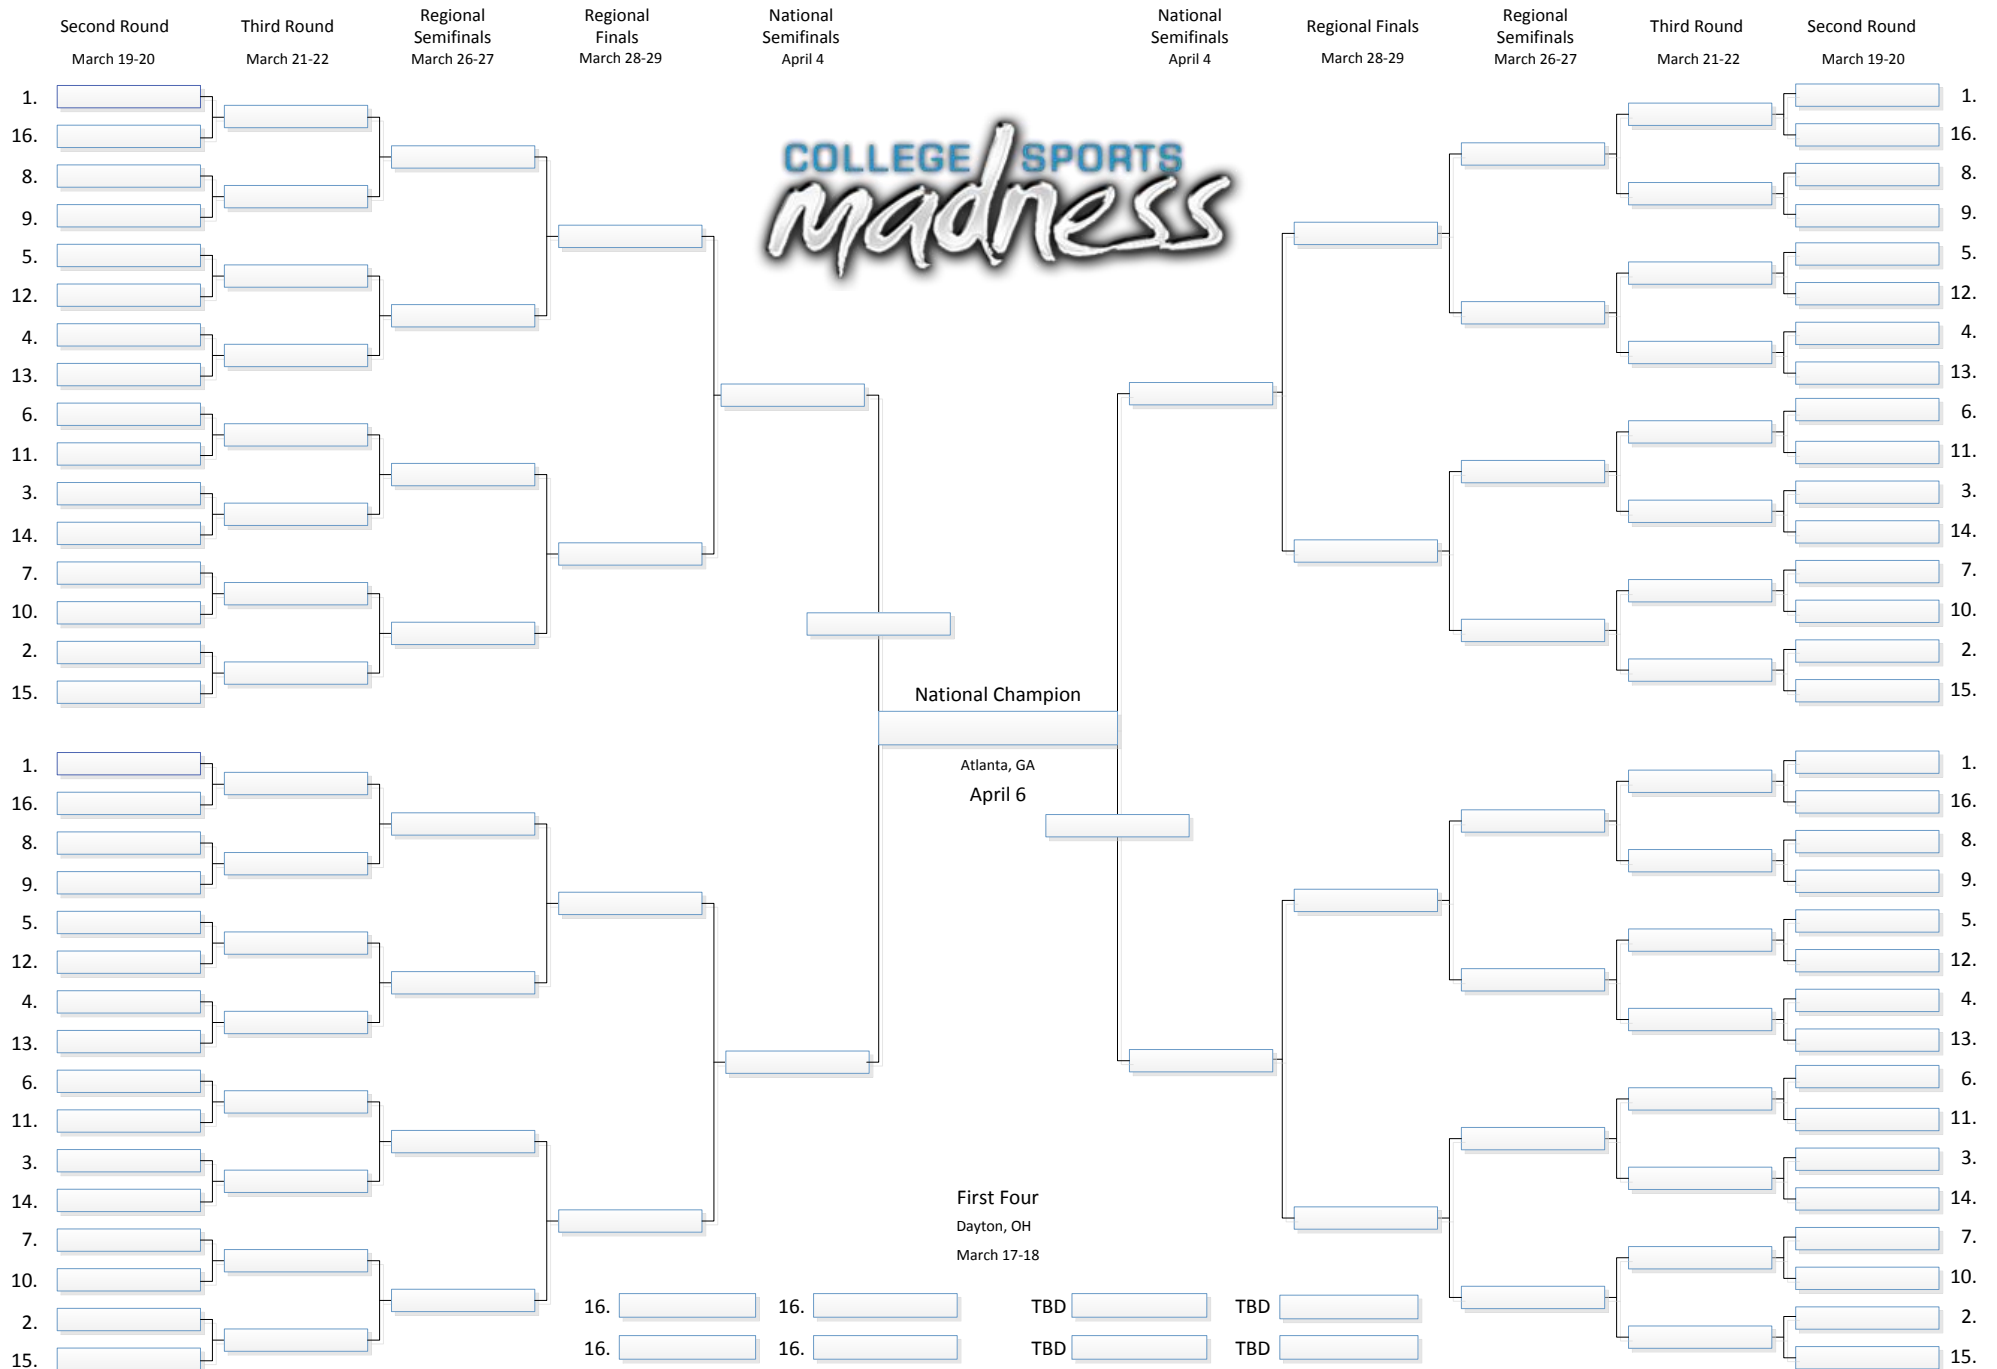 Second Round
March 19-20
Third Round
March 21-22
Regional
Semifinals
March 26-27
Regional
Finals
March 28-29
National
Semifinals
April 4
National
Semifinals
April 4
Regional Finals
March 28-29
Regional
Semifinals
March 26-27
Third Round
March 21-22
Second Round
March 19-20
COLLEGE SPORTS
madness
1.
16.
8.
9.
5.
12.
4.
13.
6.
11.
3.
14.
7.
10.
2.
15.
1.
16.
8.
9.
5.
12.
4.
13.
6.
11.
3.
14.
7.
10.
2.
15.
National Champion
Atlanta, GA
April 6
First Four
Dayton, OH
March 17-18
16.
16.
TBD
TBD
16.
16.
TBD
TBD
1.
16.
8.
9.
5.
12.
4.
13.
6.
11.
3.
14.
7.
10.
2.
15.
1.
16.
8.
9.
5.
12.
4.
13.
6.
11.
3.
14.
7.
10.
2.
15.